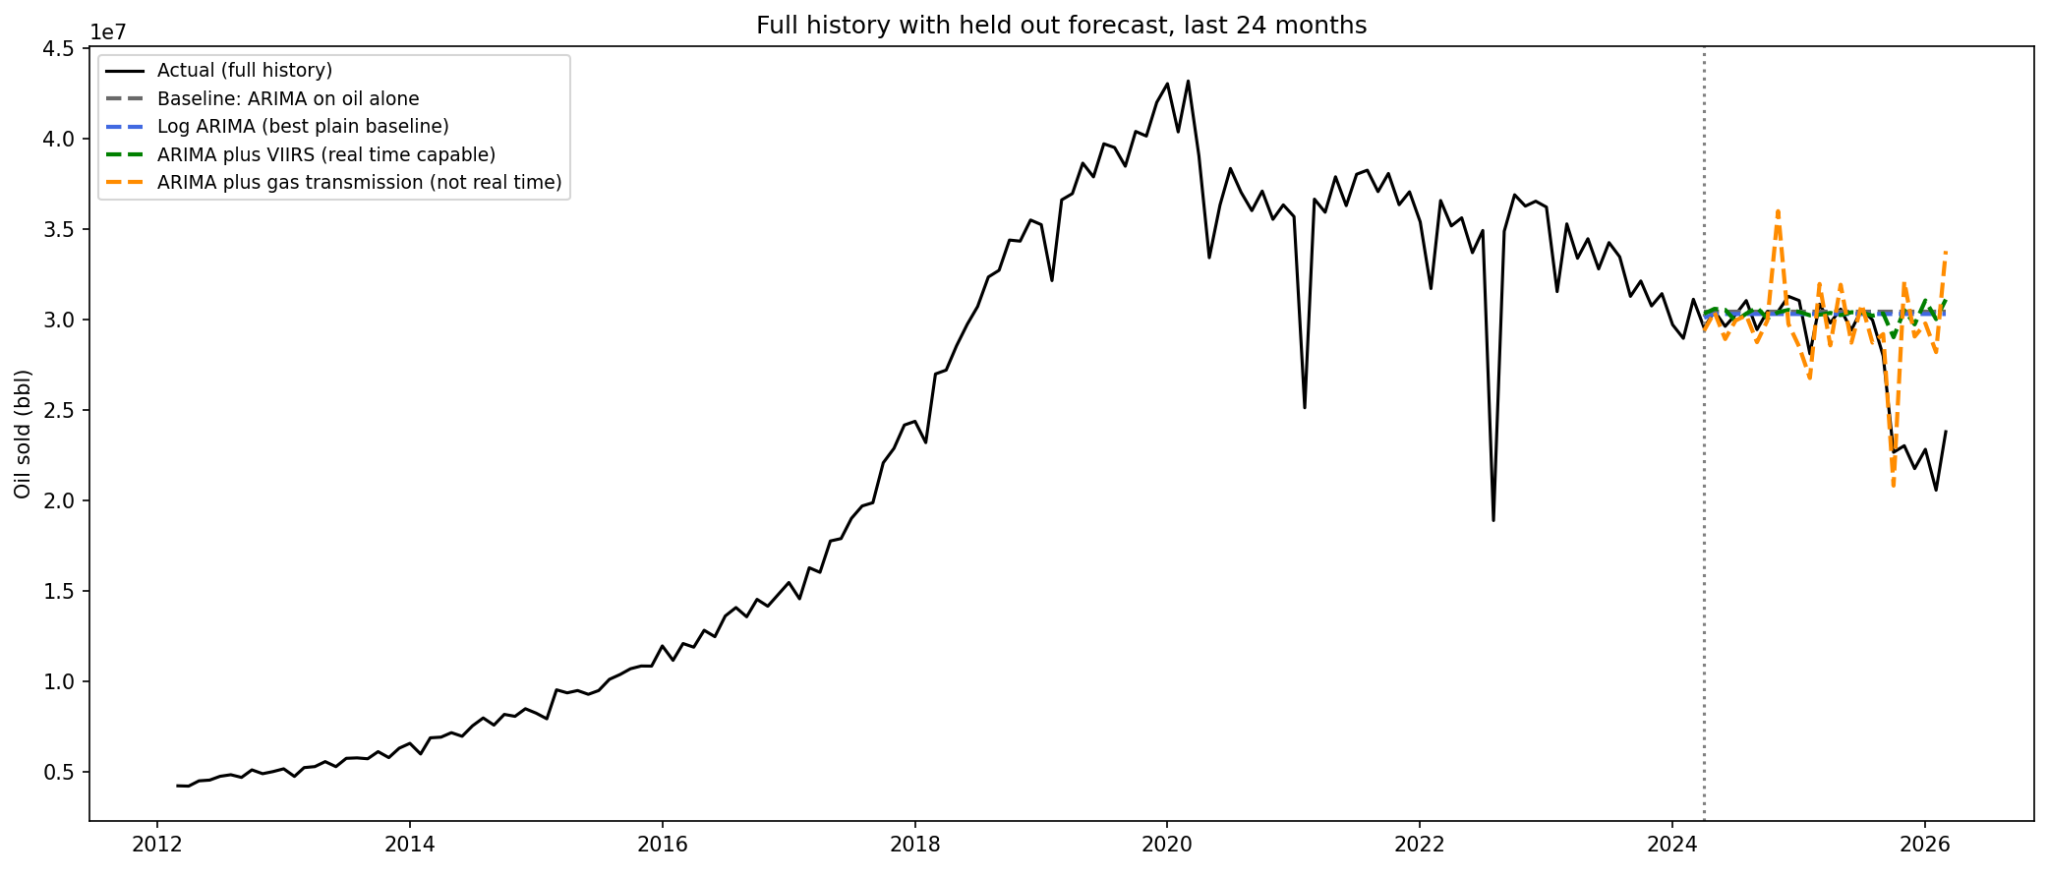 Full history with held out forecast, last 24 months
1e7
Actual (full history)
Baseline: ARIMA on oil alone
Log ARIMA (best plain baseline)
ARIMA plus VIIRS (real time capable)
ARIMA plus gas transmission (not real time)
4.5
4.0
3.5
3.0
2.5
2.0
1.5
1.0
0.5
Oil sold (bbl)
2012
2014
2016
2018
2020
2022
2024
2026